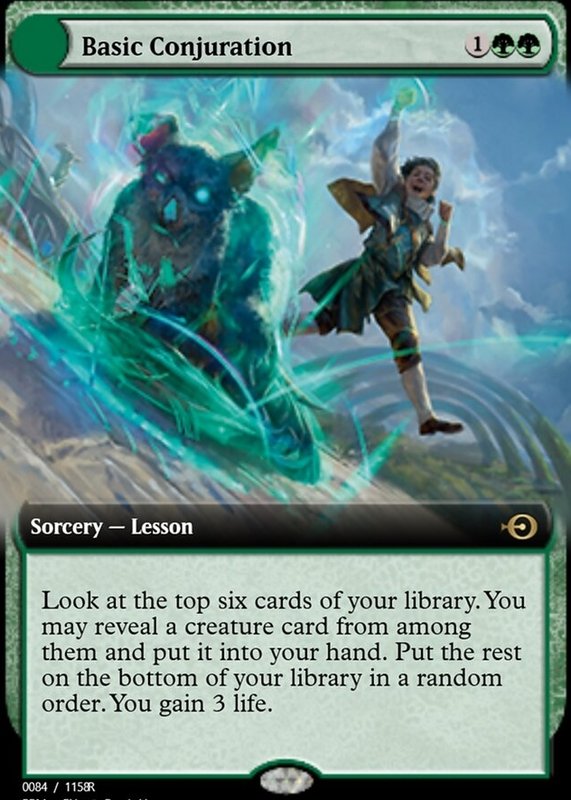 Basic Conjuration
1
Sorcery — Lesson
Look at the top six cards of your library. You
may reveal a creature card from among
them and put it into your hand. Put the rest
on the bottom of your library in a random
order. You gain 3 life.
0084 / 1158R